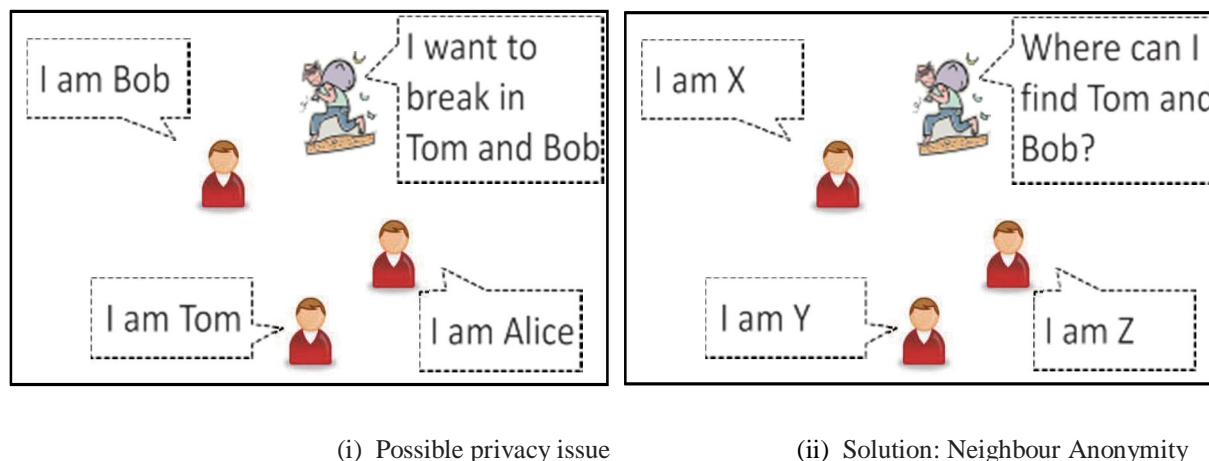 I am Bob
I want to
break in
Tom and Bob
I am Tom
I am Alice
I am X
Where can I
find Tom and
Bob?
I am Y
I am Z
(i) Possible privacy issue
(ii) Solution: Neighbour Anonymity